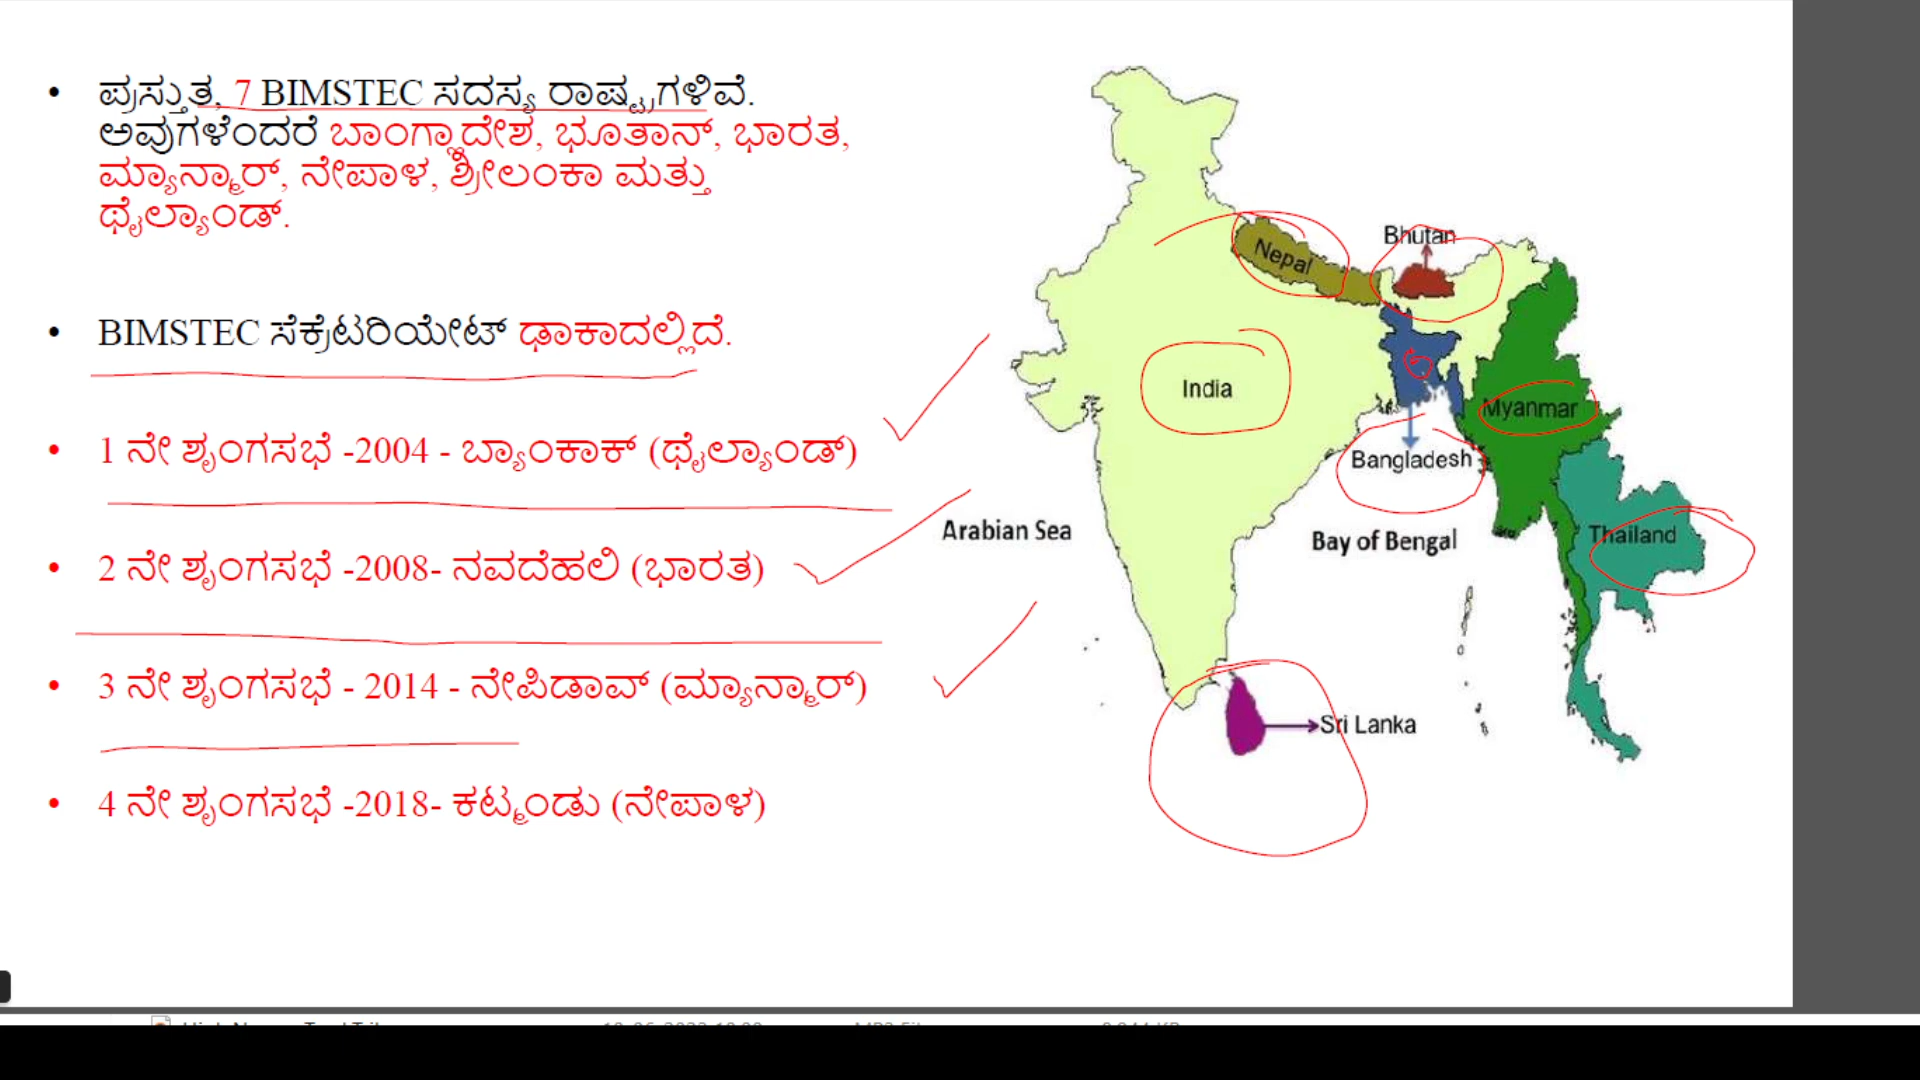 • ಪ್ರಸ್ತುತ, 7 BIMSTEC ಸದಸ್ಯ ರಾಷ್ಟ್ರಗಳಿವೆ.
ಅವುಗಳೆಂದರೆ ಬಾಂಗ್ಲಾದೇಶ, ಭೂತಾನ್, ಭಾರತ,
ಮ್ಯಾನ್ಮಾರ್, ನೇಪಾಳ, ಶ್ರೀಲಂಕಾ ಮತ್ತು
ಥೈಲ್ಯಾಂಡ್.
• BIMSTEC ಸೆಕ್ರೆಟರಿಯೇಟ್ ಢಾಕಾದಲ್ಲಿದೆ.
• 1 ನೇ ಶೃಂಗಸಭೆ -2004 - ಬ್ಯಾಂಕಾಕ್ (ಥೈಲ್ಯಾಂಡ್)
• 2 ನೇ ಶೃಂಗಸಭೆ -2008- ನವದೆಹಲಿ (ಭಾರತ)
• 3 ನೇ ಶೃಂಗಸಭೆ - 2014 - ನೇಪಿಡಾವ್ (ಮ್ಯಾನ್ಮಾರ್)
• 4 ನೇ ಶೃಂಗಸಭೆ -2018- ಕಟ್ಮಂಡು (ನೇಪಾಳ)
Nepal
Bhutan
India
Myanmar
Bangladesh
Arabian Sea
Bay of Bengal
Thailand
Sri Lanka